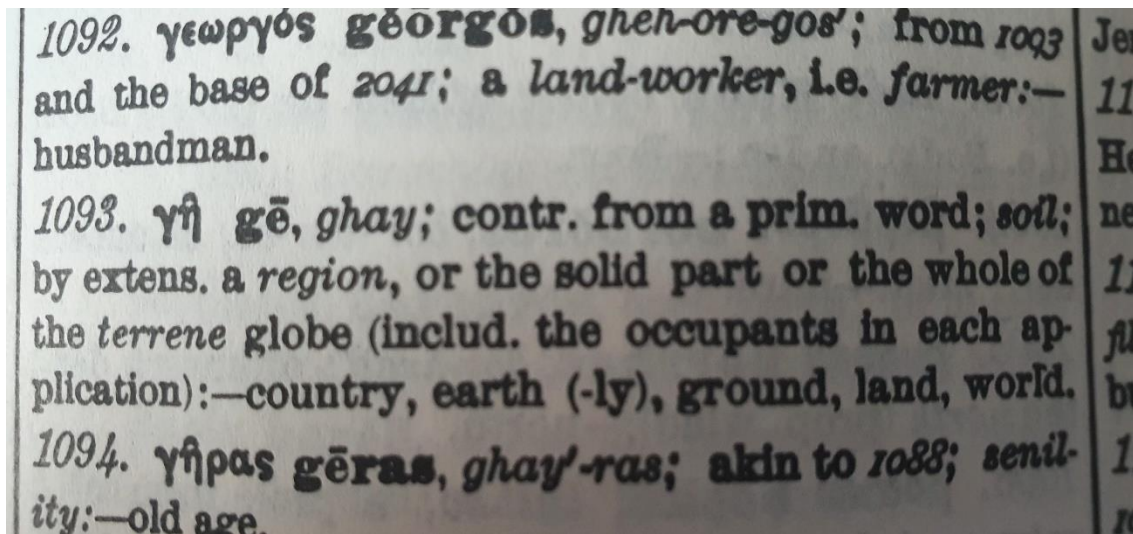 1092. γεωργός gĕōrgŏs, gheh-ore-gos'; from 1093
and the base of 2041; a land-worker, i.e. farmer:—
husbandman.
1093. γῆ gē, ghay; contr. from a prim. word; soil;
by extens. a region, or the solid part or the whole of
the terrene globe (includ. the occupants in each ap-
plication):—country, earth (-ly), ground, land, world.
1094. γῆρας gēras, ghay'-ras; akin to 1088; senil-
ity:—old age.
11